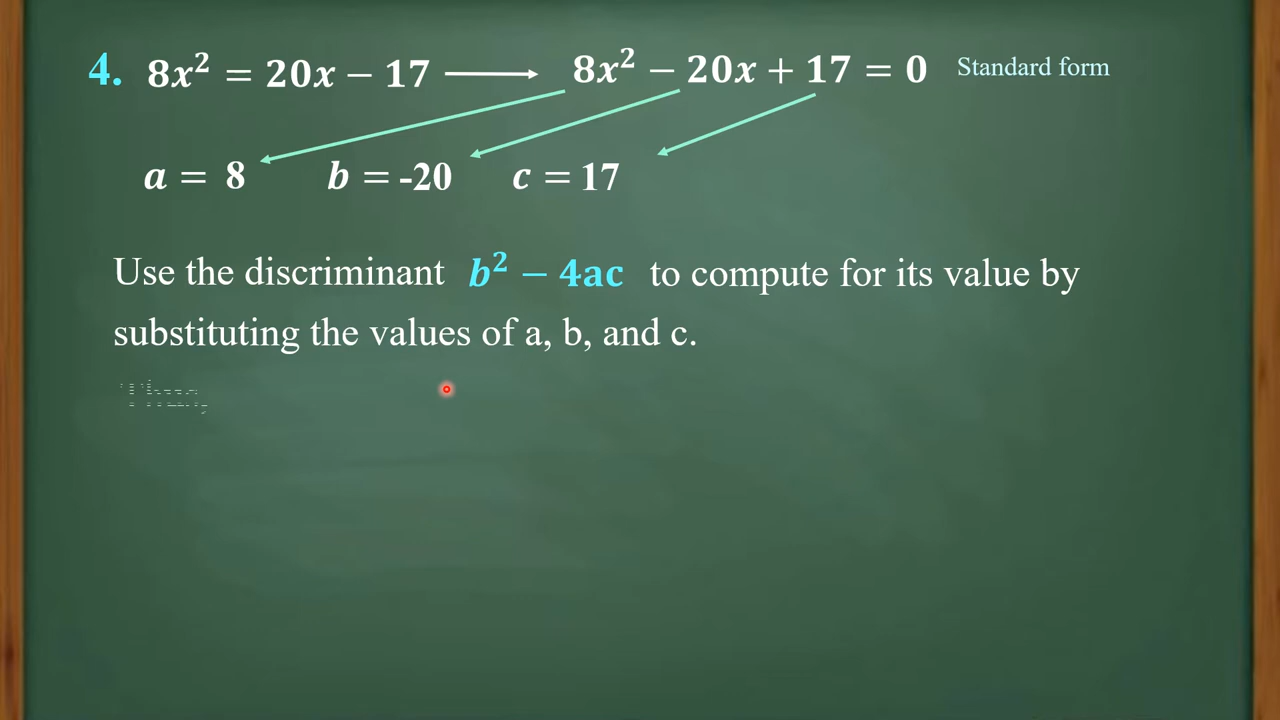 4. 8x² = 20x − 17 ⟶ 8x² − 20x + 17 = 0 Standard form
a = 8 b = -20 c = 17
Use the discriminant b² − 4ac to compute for its value by
substituting the values of a, b, and c.